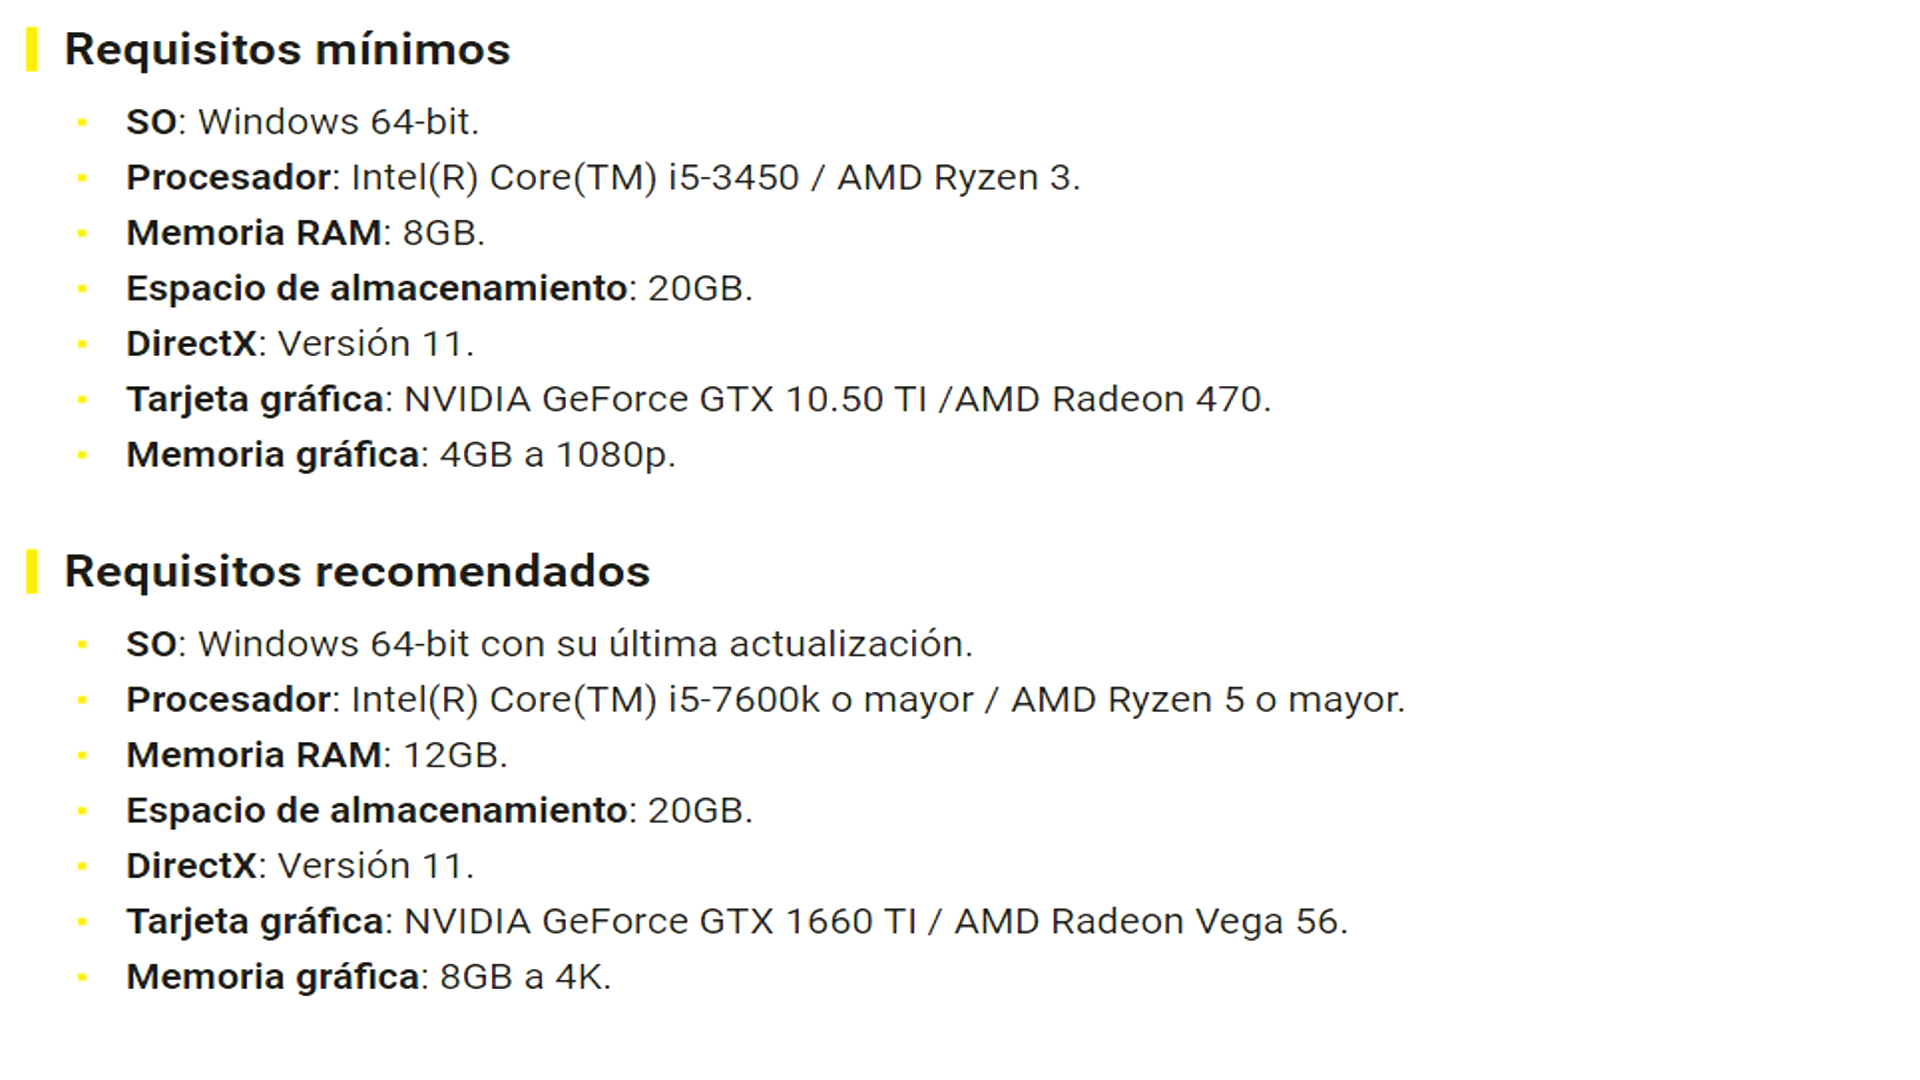 Requisitos mínimos
SO: Windows 64-bit.
Procesador: Intel(R) Core(TM) i5-3450 / AMD Ryzen 3.
Memoria RAM: 8GB.
Espacio de almacenamiento: 20GB.
DirectX: Versión 11.
Tarjeta gráfica: NVIDIA GeForce GTX 10.50 TI /AMD Radeon 470.
Memoria gráfica: 4GB a 1080p.
Requisitos recomendados
SO: Windows 64-bit con su última actualización.
Procesador: Intel(R) Core(TM) i5-7600k o mayor / AMD Ryzen 5 o mayor.
Memoria RAM: 12GB.
Espacio de almacenamiento: 20GB.
DirectX: Versión 11.
Tarjeta gráfica: NVIDIA GeForce GTX 1660 TI / AMD Radeon Vega 56.
Memoria gráfica: 8GB a 4K.